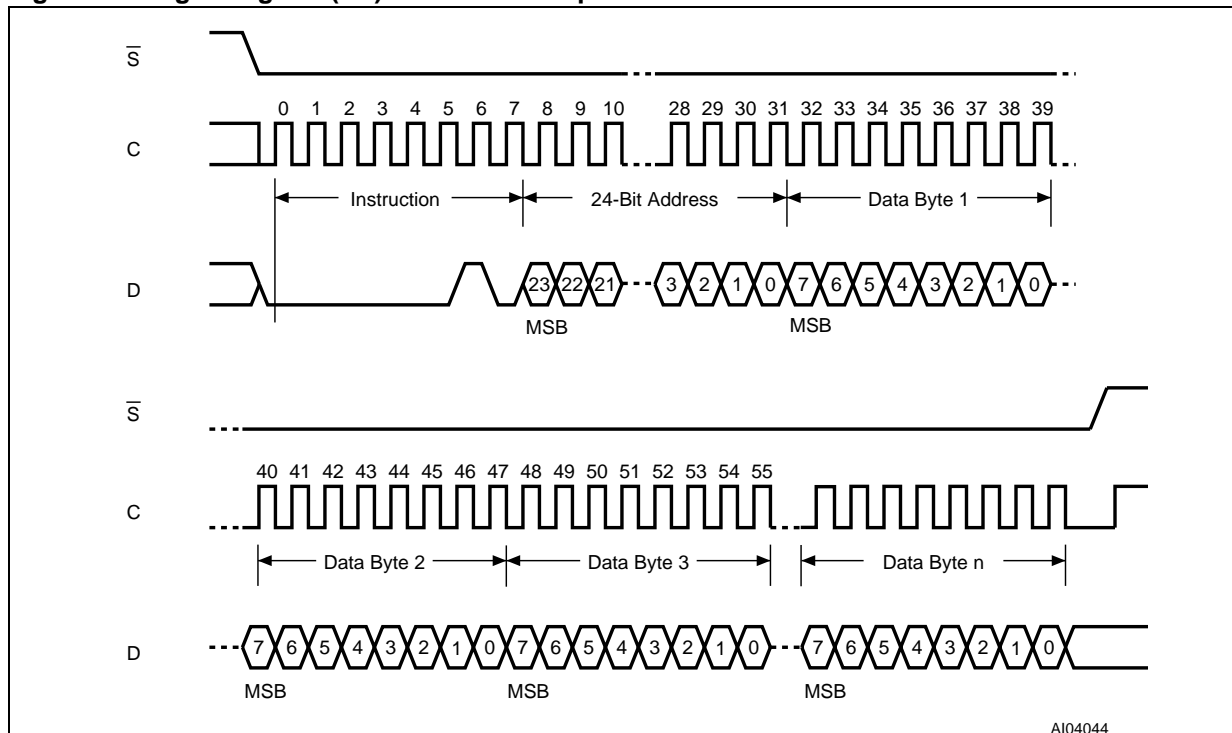 S
0 1 2 3 4 5 6 7 8 9 10 28 29 30 31 32 33 34 35 36 37 38 39
C
Instruction 24-Bit Address Data Byte 1
D 23 22 21 3 2 1 0 7 6 5 4 3 2 1 0
MSB MSB
S
40 41 42 43 44 45 46 47 48 49 50 51 52 53 54 55
C
Data Byte 2 Data Byte 3 Data Byte n
D 7 6 5 4 3 2 1 0 7 6 5 4 3 2 1 0 7 6 5 4 3 2 1 0
MSB MSB MSB
AI04044